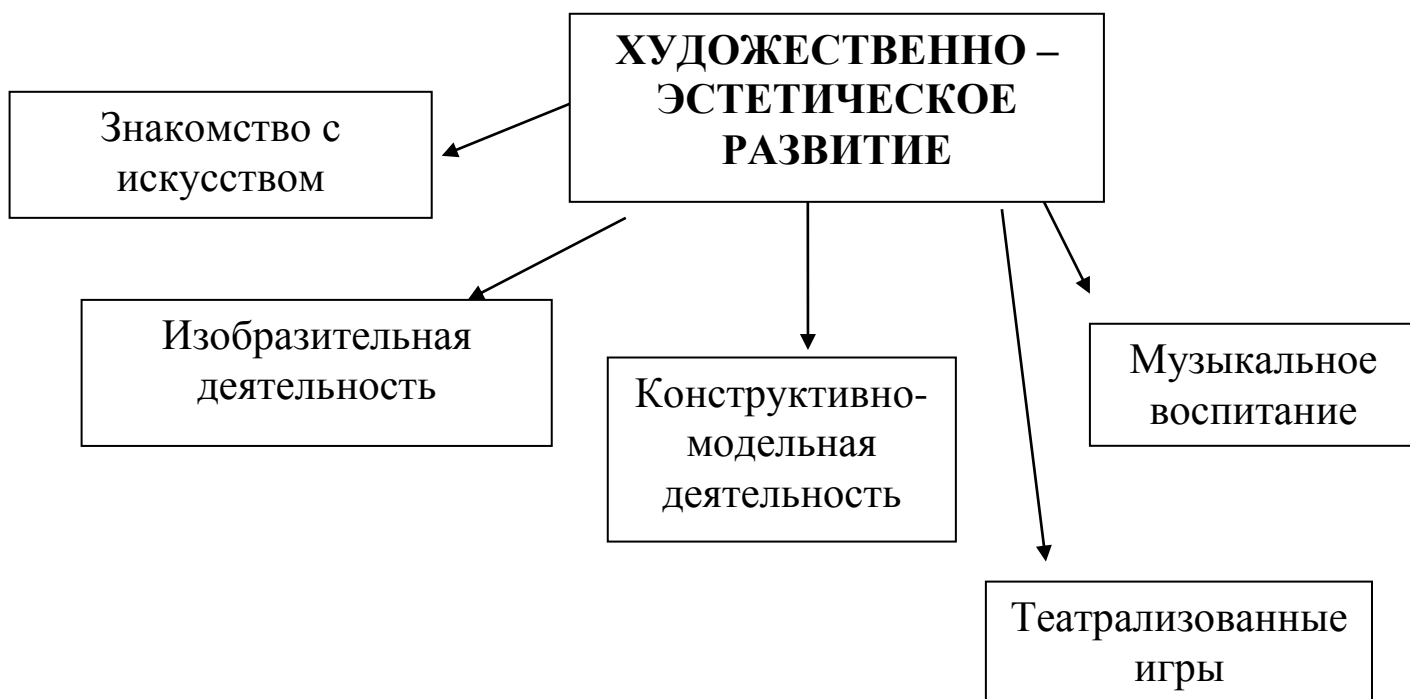 ХУДОЖЕСТВЕННО –
ЭСТЕТИЧЕСКОЕ
РАЗВИТИЕ
Знакомство с
искусством
Изобразительная
деятельность
Конструктивно-
модельная
деятельность
Музыкальное
воспитание
Театрализованные
игры